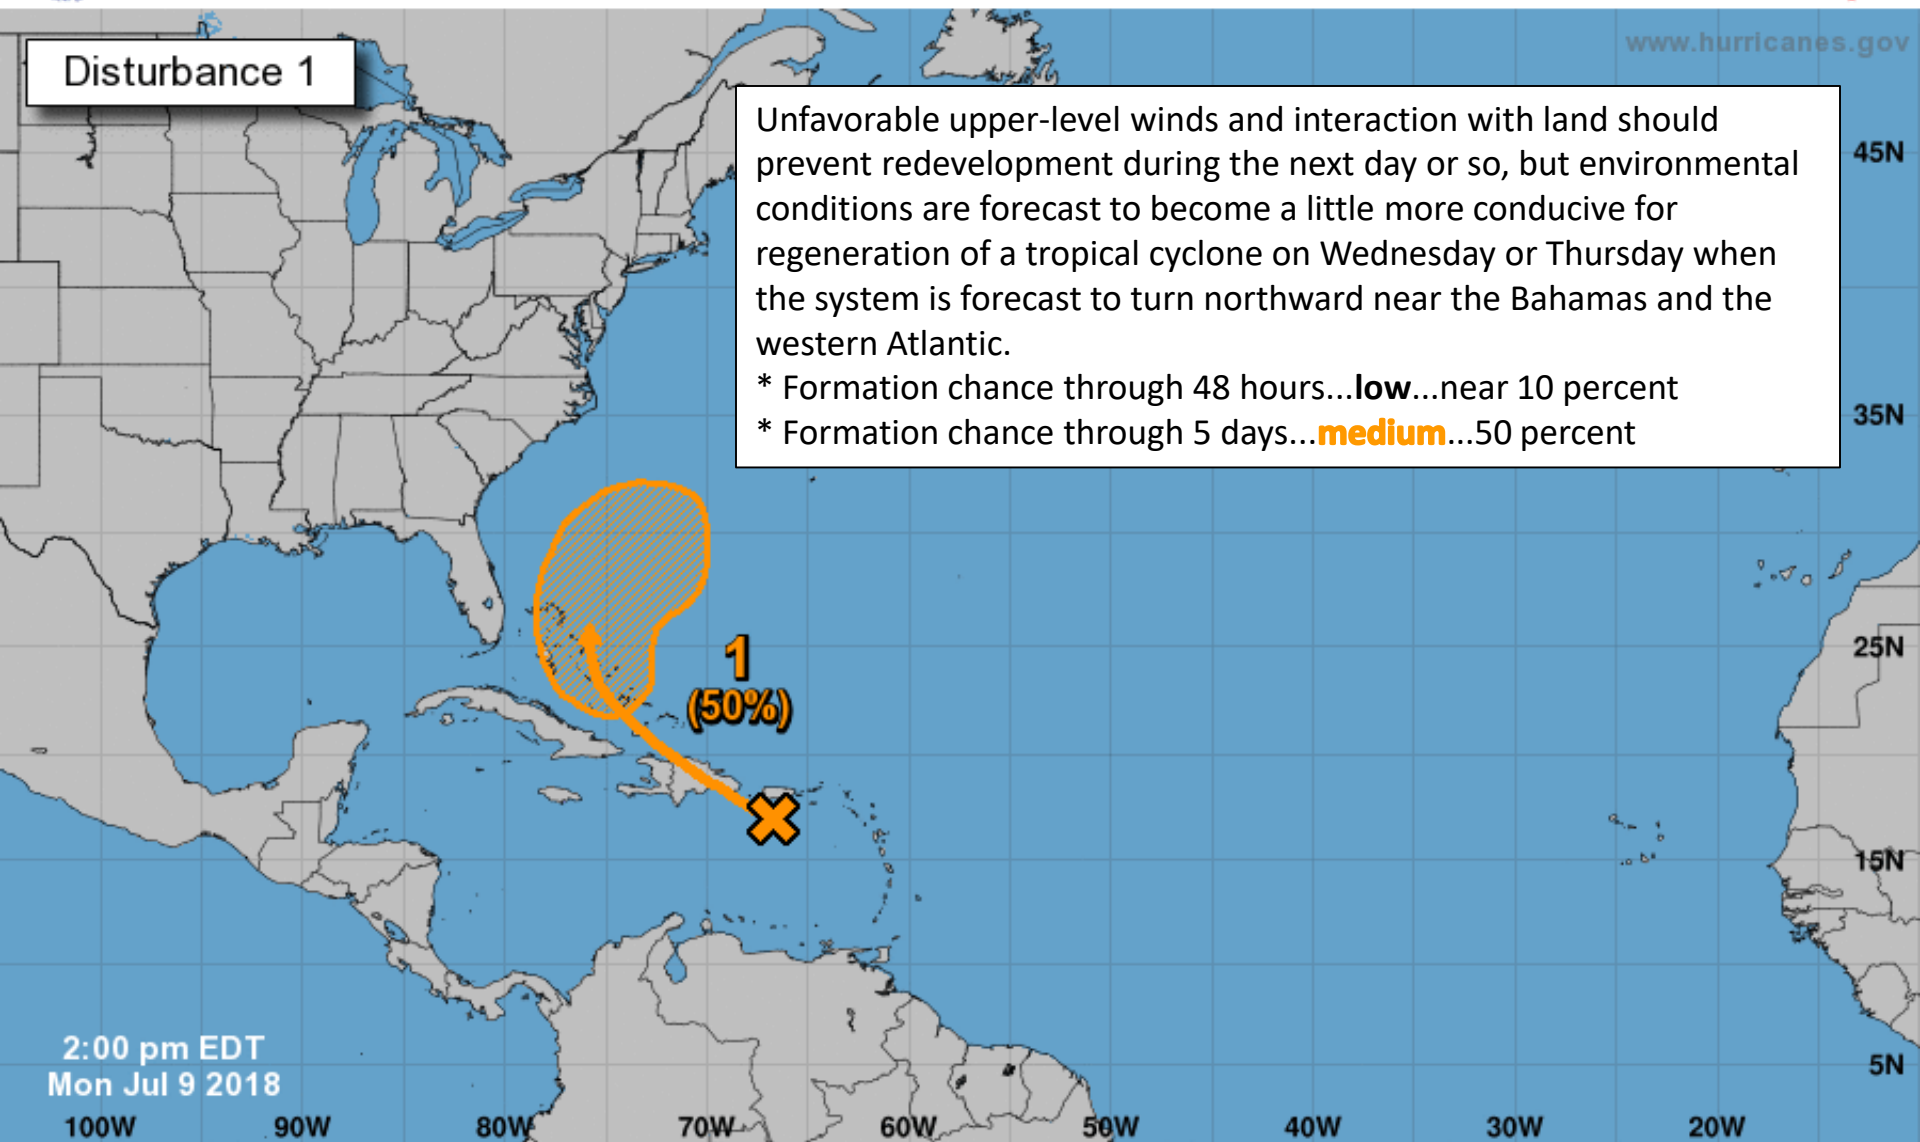 www.hurricanes.gov
Disturbance 1
Unfavorable upper-level winds and interaction with land should
prevent redevelopment during the next day or so, but environmental
conditions are forecast to become a little more conducive for
regeneration of a tropical cyclone on Wednesday or Thursday when
the system is forecast to turn northward near the Bahamas and the
western Atlantic.
* Formation chance through 48 hours...low...near 10 percent
* Formation chance through 5 days...medium...50 percent
45N
35N
25N
1
(50%)
15N
5N
2:00 pm EDT
Mon Jul 9 2018
100W 90W 80W 70W 60W 50W 40W 30W 20W